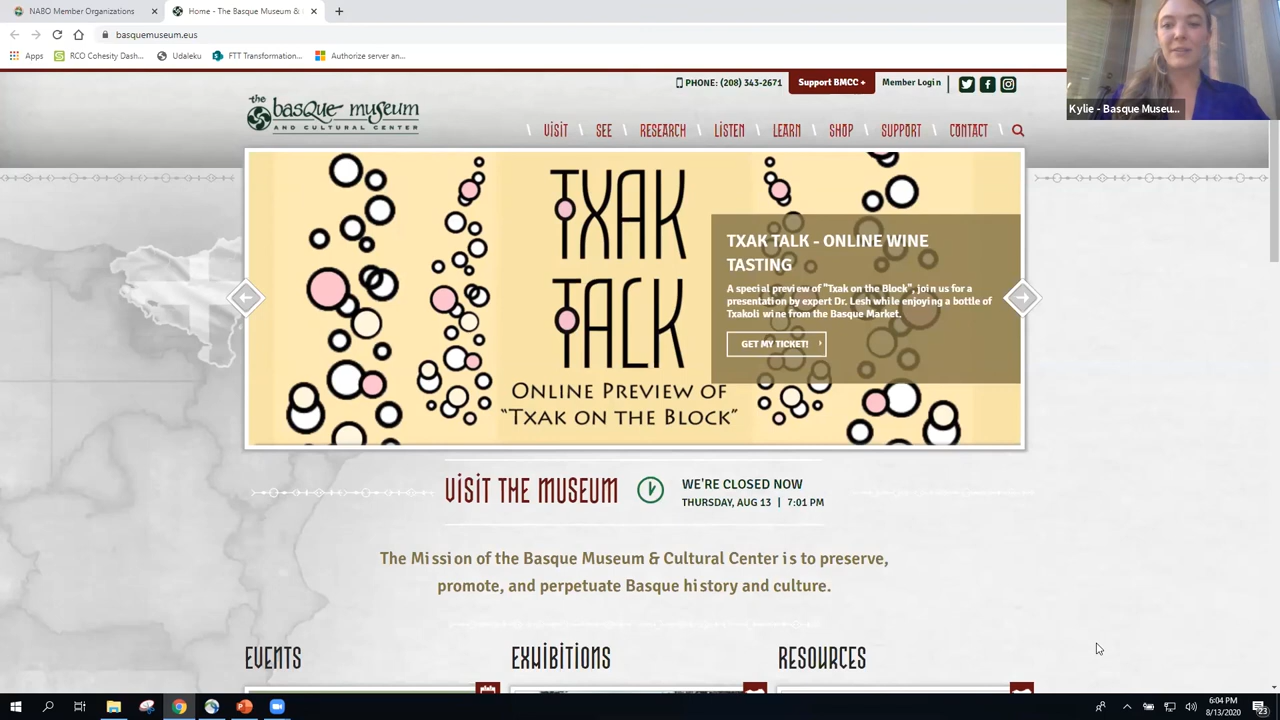 NABO Member Organizations
Home - The Basque Museum &
basquemuseum.eus
Apps
RCO Cohesity Dash...
Udaleku
FTT Transformation...
Authorize server an...
PHONE: (208) 343-2671
Support BMCC +
Member Login
Kylie - Basque Museu...
the
basque museum
AND CULTURAL CENTER
VISIT \ SEE \ RESEARCH \ LISTEN \ LEARN \ SHOP \ SUPPORT \ CONTACT
TXAK
TALK
ONLINE PREVIEW OF
"TXAK ON THE BLOCK"
TXAK TALK - ONLINE WINE
TASTING
A special preview of "Txak on the Block", join us for a
presentation by expert Dr. Lesh while enjoying a bottle of
Txakoli wine from the Basque Market.
GET MY TICKET!
VISIT THE MUSEUM
WE'RE CLOSED NOW
THURSDAY, AUG 13 | 7:01 PM
The Mission of the Basque Museum & Cultural Center is to preserve,
promote, and perpetuate Basque history and culture.
EVENTS
EXHIBITIONS
RESOURCES
6:04 PM
8/13/2020
23